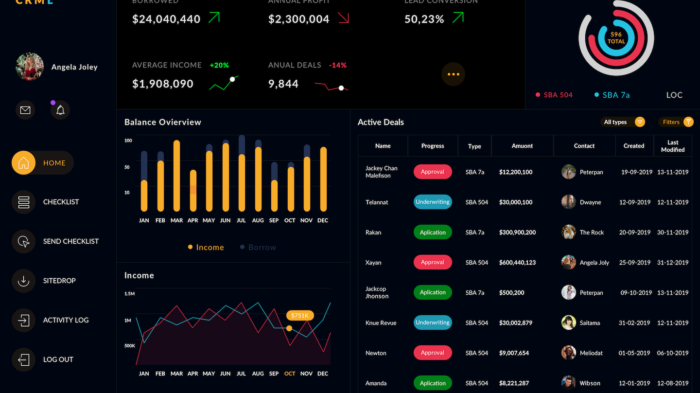 CRML
Angela Joley
HOME
CHECKLIST
SEND CHECKLIST
SITEDROP
ACTIVITY LOG
LOG OUT
BORROWED
$24,040,440
ANNUAL PROFIT
$2,300,004
LEAD CONVERSION
50,23%
AVERAGE INCOME +20%
$1,908,090
ANUAL DEALS -14%
9,844
596
TOTAL
SBA 504 SBA 7a LOC
Balance Overview
100
50
10
JAN FEB MAR APR MAY JUN JUL AUG SEP OCT NOV DEC
Income Borrow
Income
1.5M
1M
500K
$751K
JAN FEB MAR APR MAY JUN JUL AUG SEP OCT NOV DEC
Active Deals All types Filters
Name Progress Type Amuont Contact Created Last Modified
Jackey Chan Malefison Approval SBA 7a $12,200,100 Peterpan 19-09-2019 13-11-2019
Telannat Underwriting SBA 504 $30,000,100 Dwayne 12-09-2019 12-11-2019
Rakan Aplication SBA 7a $300,900,200 The Rock 20-09-2019 30-11-2019
Xayan Approval SBA 504 $600,440,123 Angela Joly 25-09-2019 31-12-2019
Jackcop Jhonson Aplication SBA 7a $500,200 Peterpan 09-10-2019 13-11-2019
Knue Revue Underwriting SBA 504 $30,002,879 Saitama 31-02-2019 12-11-2019
Newton Approval SBA 504 $9,007,654 Meliodat 01-05-2019 06-10-2019
Amanda Aplication SBA 504 $8,221,287 Wibson 12-01-2019 12-08-2019